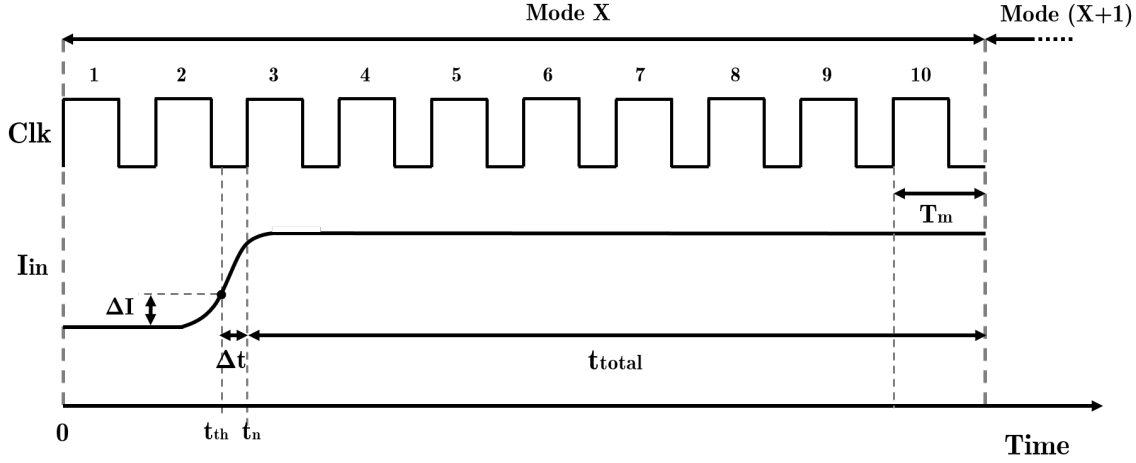 Mode X
Mode (X+1)
1 2 3 4 5 6 7 8 9 10
Clk
Tm
Iin
ΔI
Δt
ttotal
0
tth
tn
Time